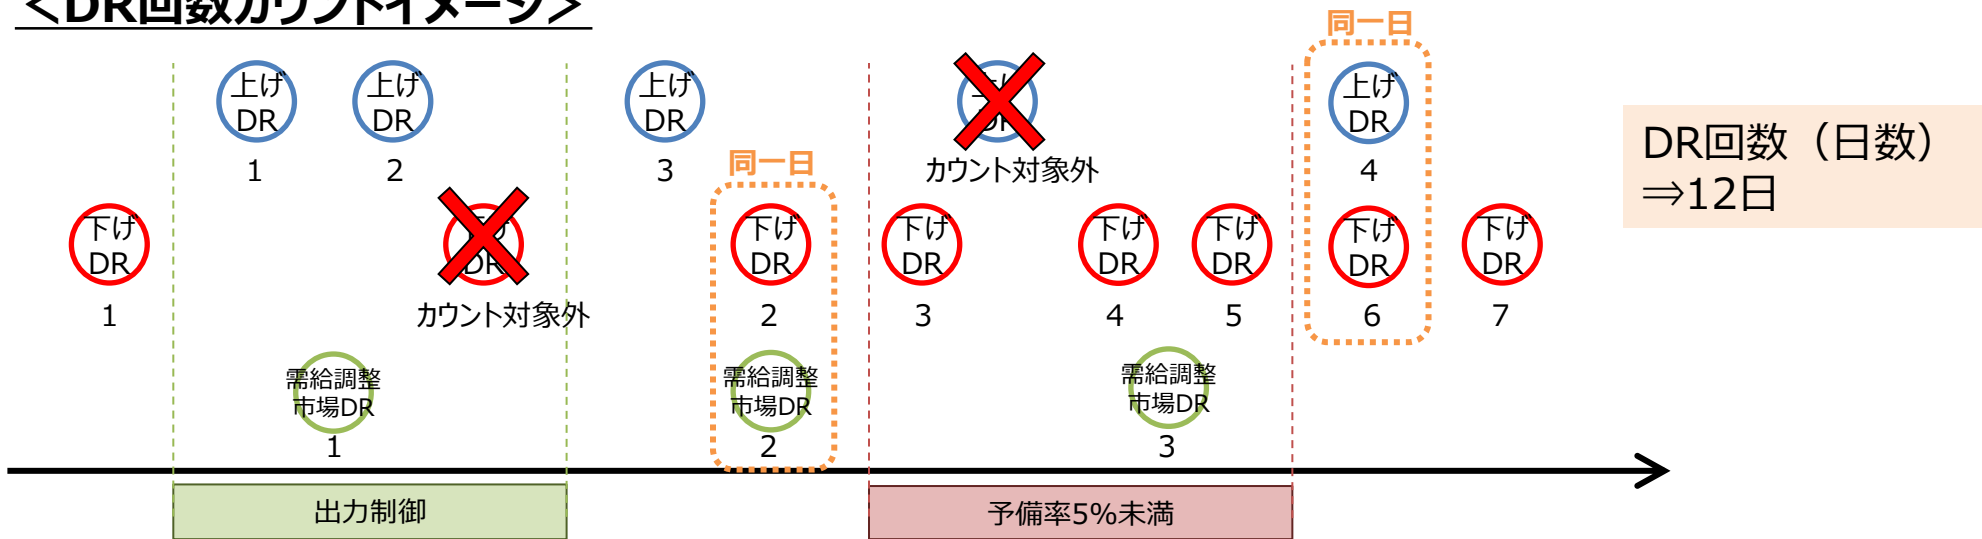 <DR回数カウントイメージ>
同一日
上げ
DR
1
上げ
DR
2
上げ
DR
3
カウント対象外
上げ
DR
4
DR回数（日数）
⇒12日
同一日
下げ
DR
1
カウント対象外
下げ
DR
2
下げ
DR
3
下げ
DR
4
下げ
DR
5
下げ
DR
6
下げ
DR
7
需給調整
市場DR
1
需給調整
市場DR
2
需給調整
市場DR
3
出力制御
予備率5%未満